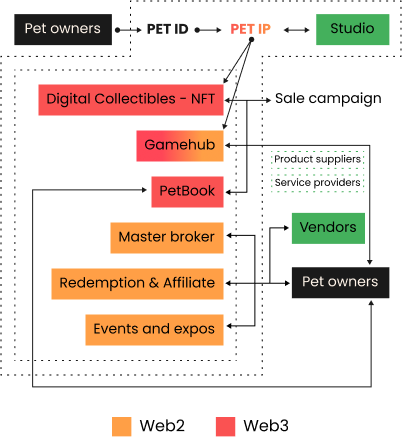 Pet owners
PET ID
PET IP
Studio
Digital Collectibles - NFT
Sale campaign
Gamehub
Product suppliers
Service providers
PetBook
Master broker
Vendors
Redemption & Affiliate
Pet owners
Events and expos
Web2
Web3